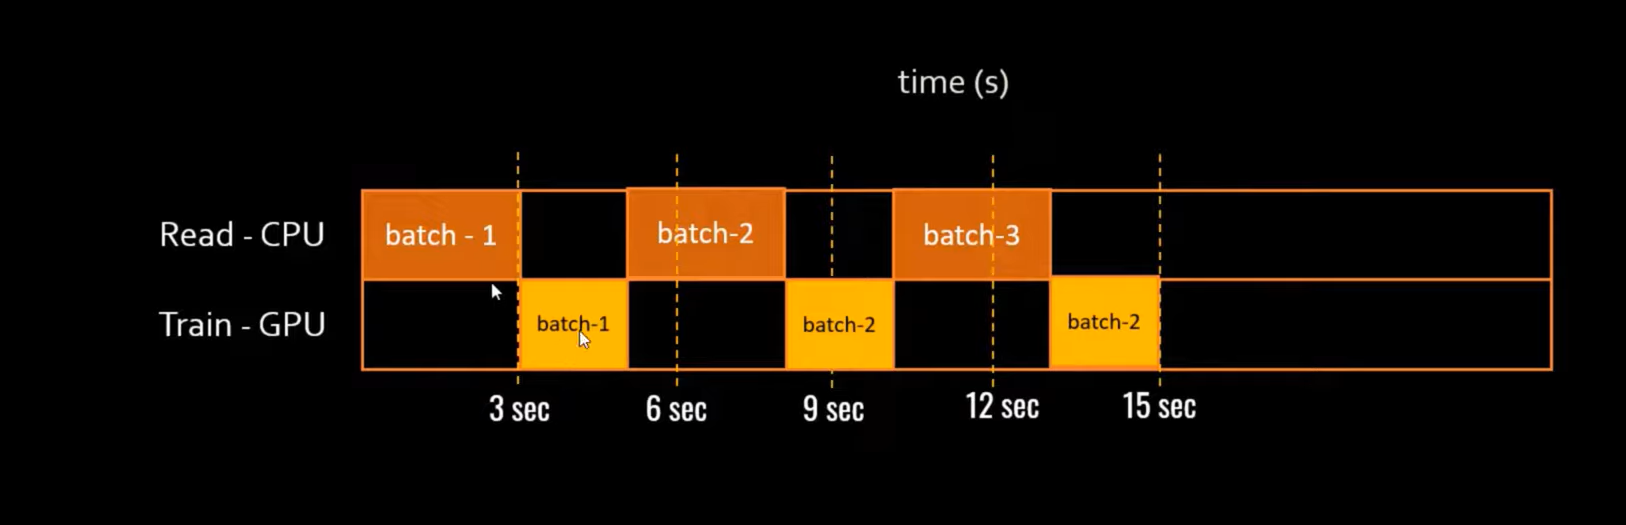 time (s)
Read - CPU
batch - 1
batch-2
batch-3
Train - GPU
batch-1
batch-2
batch-2
3 sec
6 sec
9 sec
12 sec
15 sec